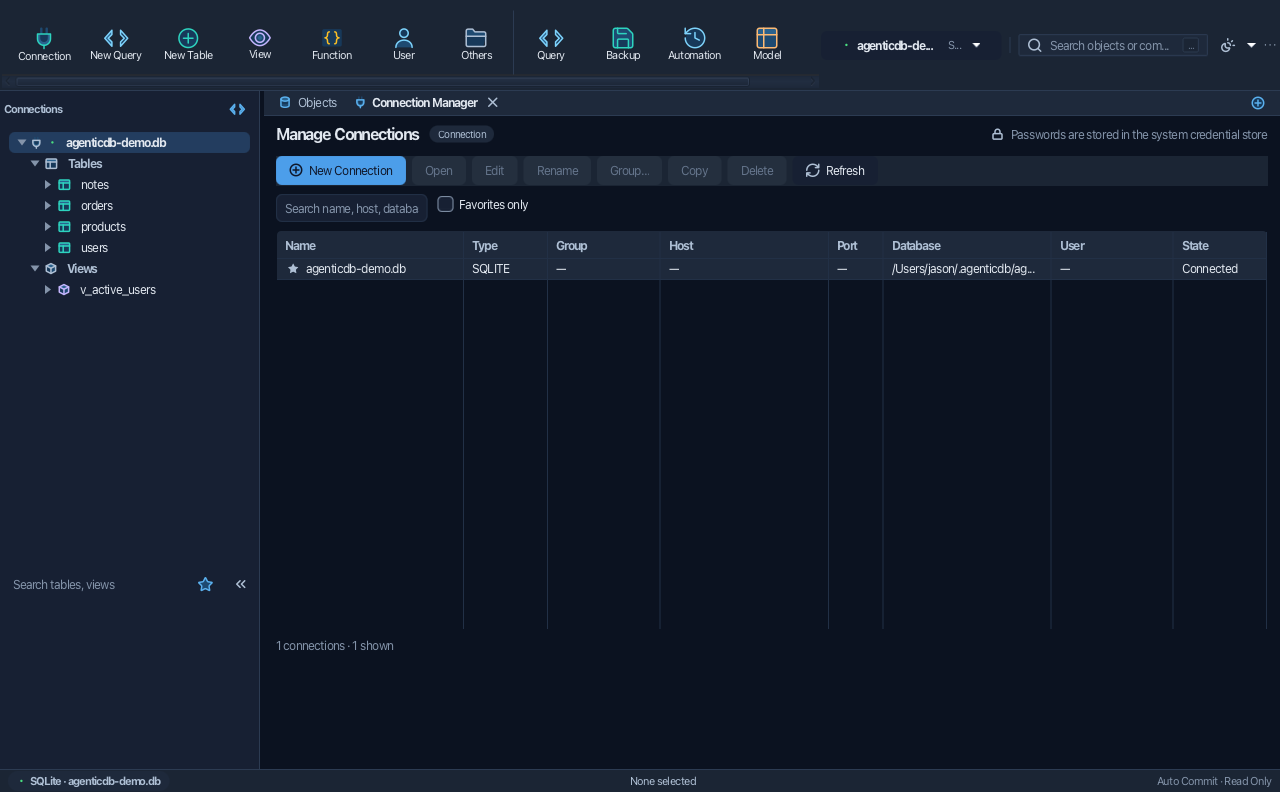 Connection New Query New Table View Function User Others Query Backup Automation Model
agenticdb-de... S... Search objects or com... ...
Connections
agenticdb-demo.db
Tables
notes
orders
products
users
Views
v_active_users
Search tables, views
Objects Connection Manager
Manage Connections Connection Passwords are stored in the system credential store
New Connection Open Edit Rename Group... Copy Delete Refresh
Search name, host, databa Favorites only
Name Type Group Host Port Database User State
agenticdb-demo.db SQLITE — — — /Users/jason/.agenticdb/ag... — Connected
1 connections · 1 shown
SQLite · agenticdb-demo.db None selected Auto Commit · Read Only